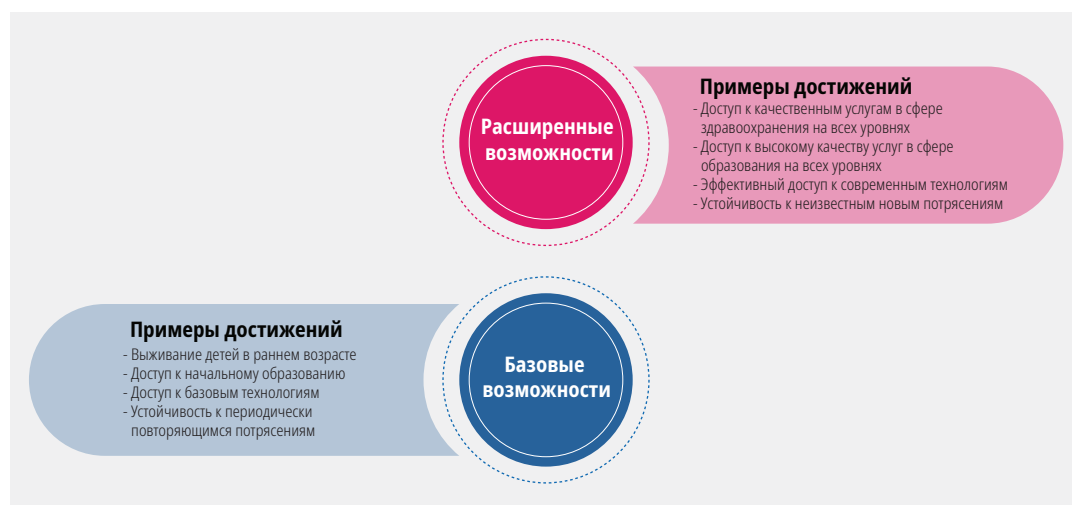 Расширенные
возможности
Примеры достижений
- Доступ к качественным услугам в сфере
здравоохранения на всех уровнях
- Доступ к высокому качеству услуг в сфере
образования на всех уровнях
- Эффективный доступ к современным технологиям
- Устойчивость к неизвестным новым потрясениям
Примеры достижений
- Выживание детей в раннем возрасте
- Доступ к начальному образованию
- Доступ к базовым технологиям
- Устойчивость к периодически
повторяющимся потрясениям
Базовые
возможности